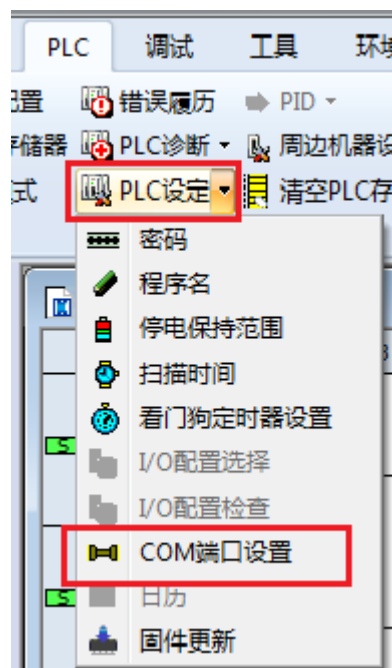 PLC 调试 工具 环境
置 错误履历 PID
储器 PLC诊断 周边机器设
式 PLC设定 清空PLC存
密码
程序名
停电保持范围
扫描时间
看门狗定时器设置
I/O配置选择
I/O配置检查
COM端口设置
日历
固件更新